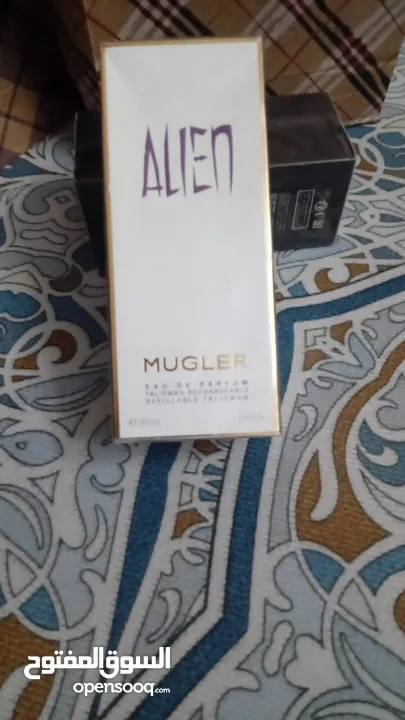 ALIEN
MUGLER
EAU DE PARFUM
TALISMAN RECHARGEABLE
REFILLABLE TALISMAN
السوق المفتوح
opensooq.com